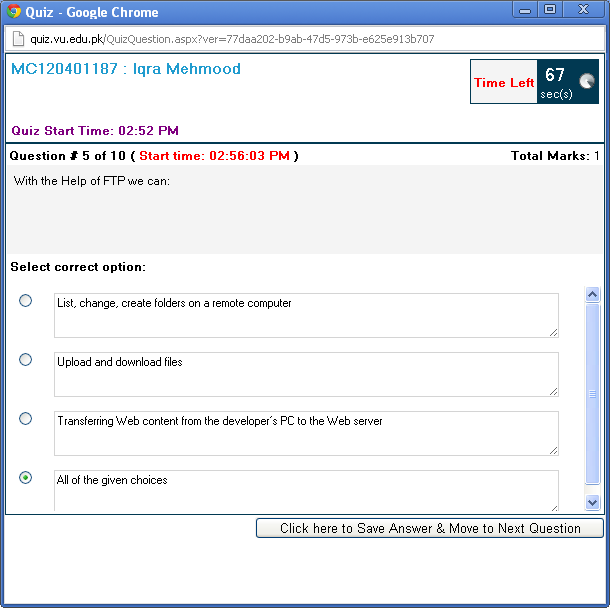 Quiz - Google Chrome
quiz.vu.edu.pk/QuizQuestion.aspx?ver=77daa202-b9ab-47d5-973b-e625e913b707
MC120401187 : Iqra Mehmood
Time Left 67 sec(s)
Quiz Start Time: 02:52 PM
Question # 5 of 10 ( Start time: 02:56:03 PM ) Total Marks: 1
With the Help of FTP we can:
Select correct option:
List, change, create folders on a remote computer
Upload and download files
Transferring Web content from the developer's PC to the Web server
All of the given choices
Click here to Save Answer & Move to Next Question